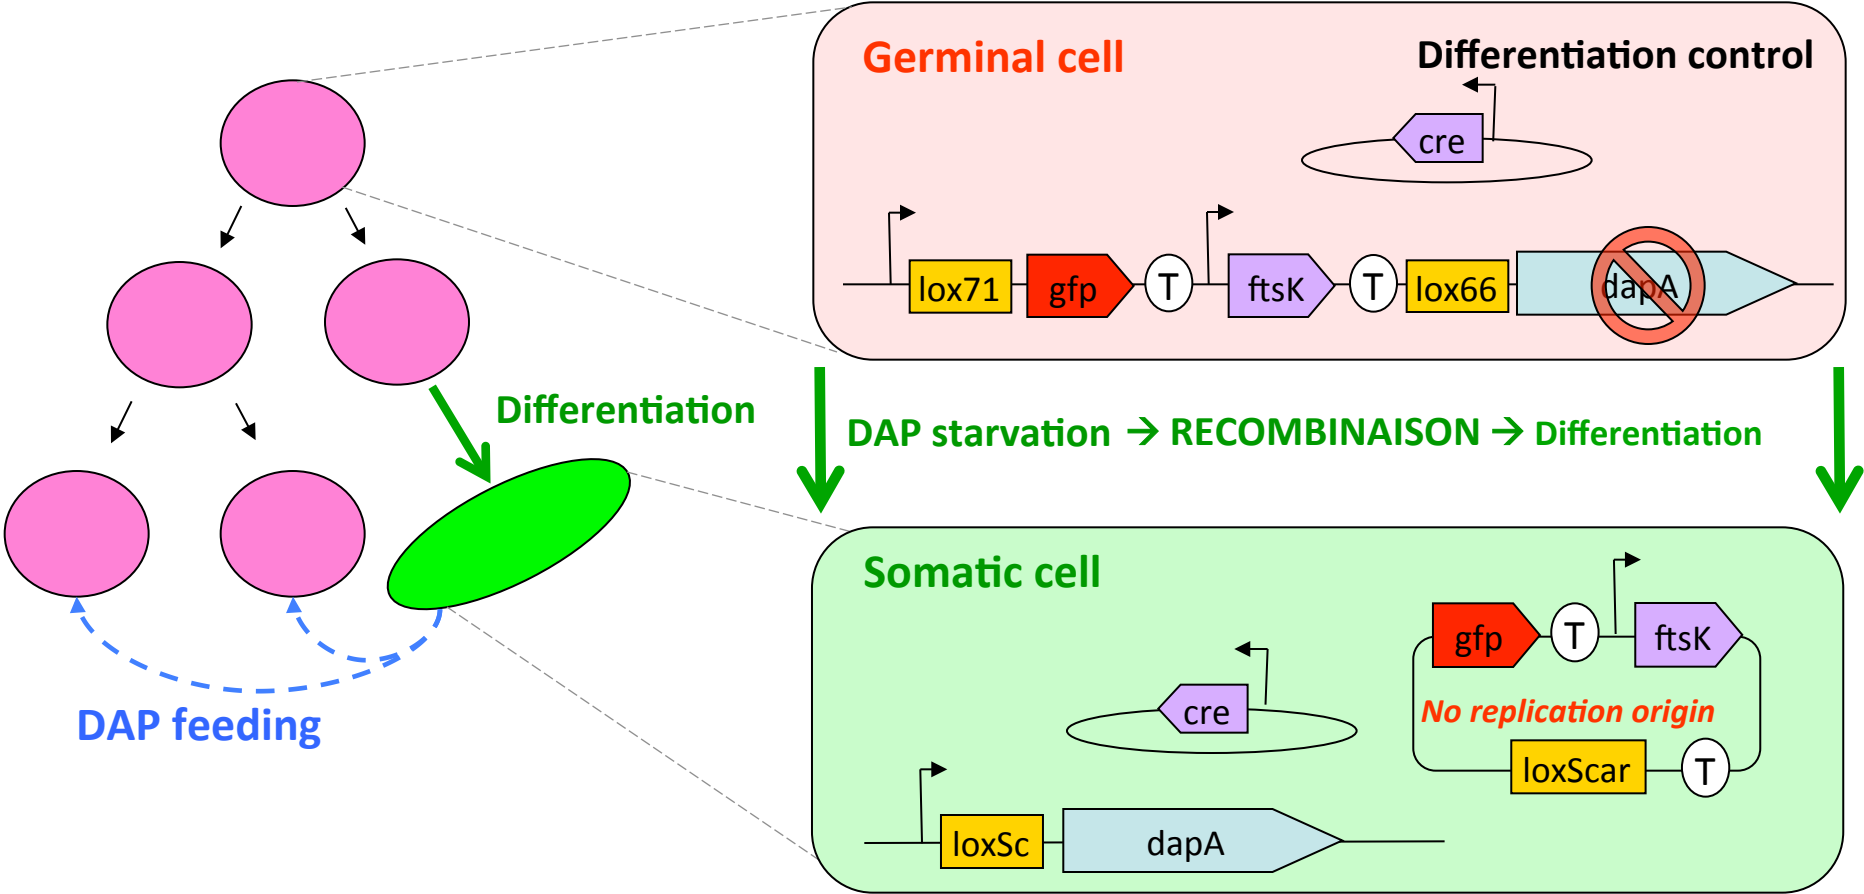 Germinal cell
Differentiation control
cre
lox71 gfp T ftsK T lox66 dapA
Differentiation
DAP starvation → RECOMBINAISON → Differentiation
Somatic cell
gfp T ftsK
cre
No replication origin
DAP feeding
loxScar T
loxSc dapA